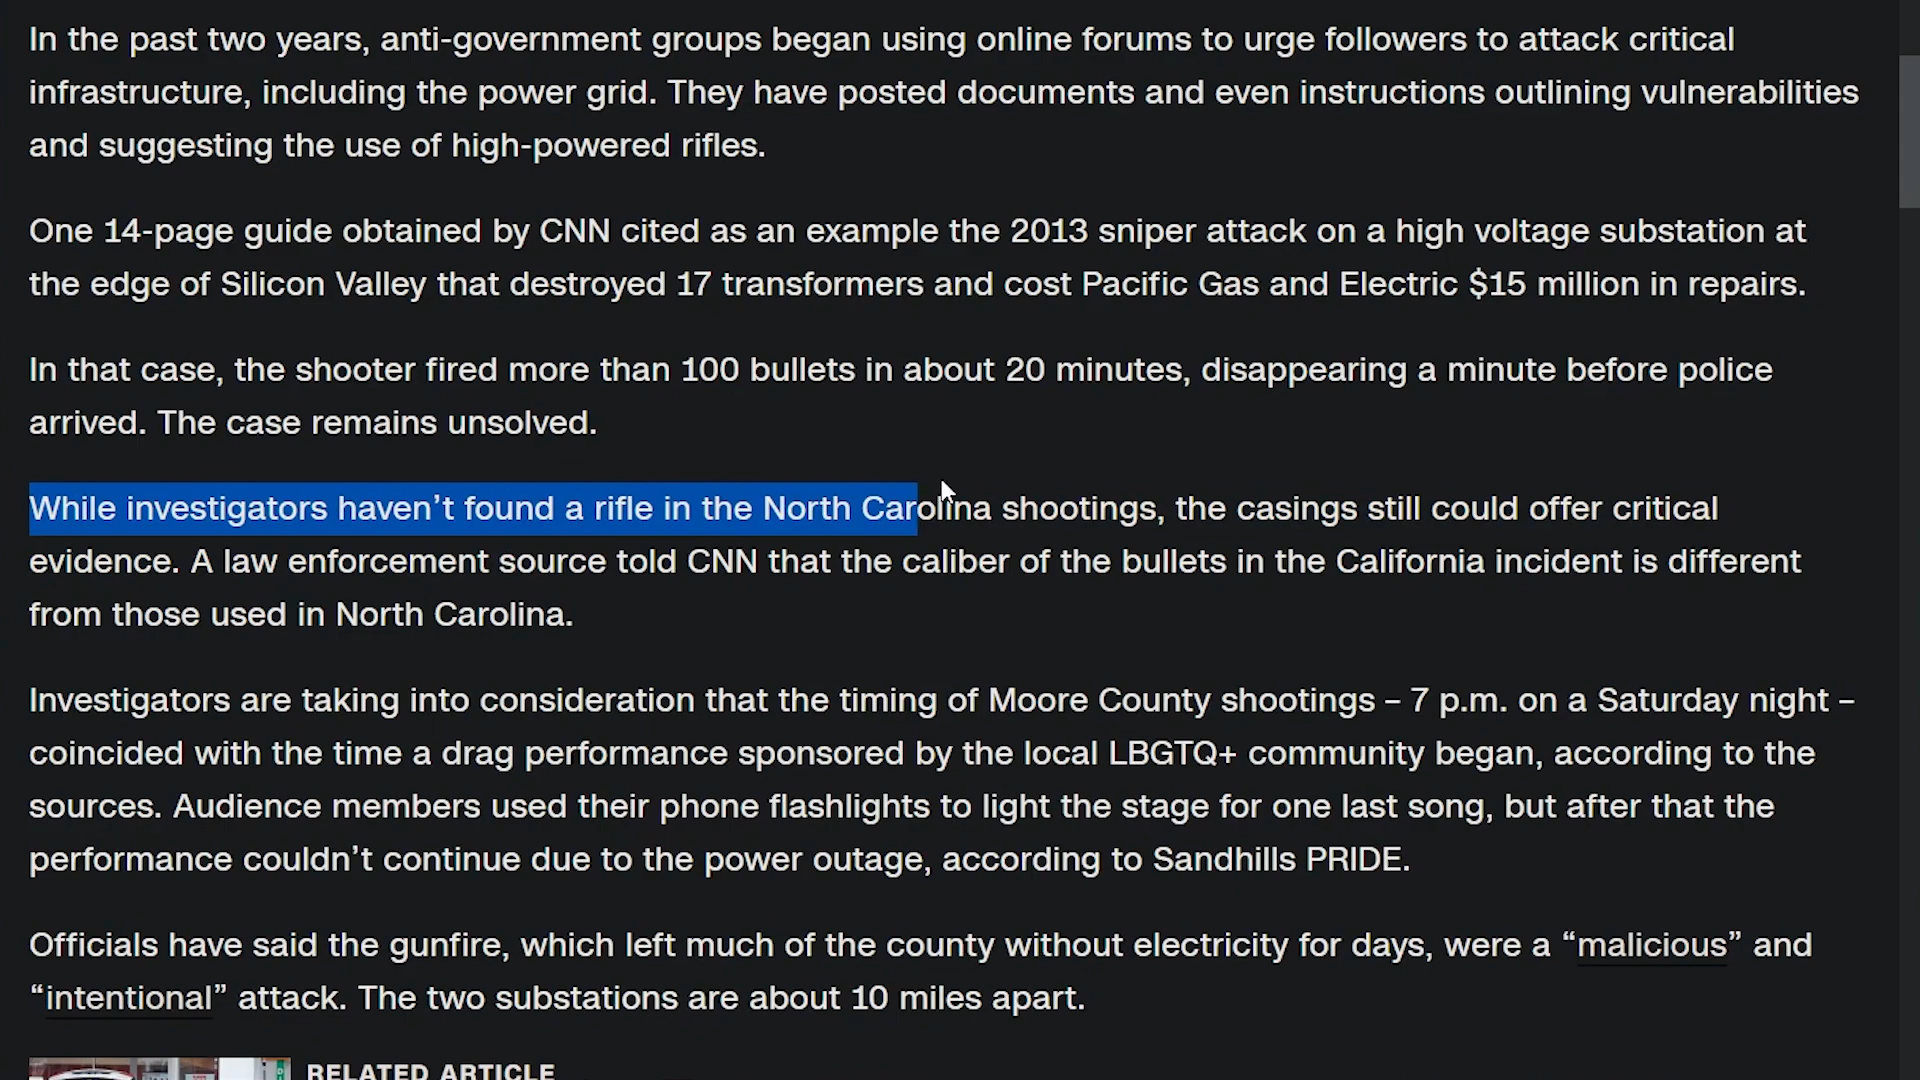 In the past two years, anti-government groups began using online forums to urge followers to attack critical
infrastructure, including the power grid. They have posted documents and even instructions outlining vulnerabilities
and suggesting the use of high-powered rifles.
One 14-page guide obtained by CNN cited as an example the 2013 sniper attack on a high voltage substation at
the edge of Silicon Valley that destroyed 17 transformers and cost Pacific Gas and Electric $15 million in repairs.
In that case, the shooter fired more than 100 bullets in about 20 minutes, disappearing a minute before police
arrived. The case remains unsolved.
While investigators haven’t found a rifle in the North Carolina shootings, the casings still could offer critical
evidence. A law enforcement source told CNN that the caliber of the bullets in the California incident is different
from those used in North Carolina.
Investigators are taking into consideration that the timing of Moore County shootings – 7 p.m. on a Saturday night –
coincided with the time a drag performance sponsored by the local LBGTQ+ community began, according to the
sources. Audience members used their phone flashlights to light the stage for one last song, but after that the
performance couldn’t continue due to the power outage, according to Sandhills PRIDE.
Officials have said the gunfire, which left much of the county without electricity for days, were a “malicious” and
“intentional” attack. The two substations are about 10 miles apart.
RELATED ARTICLE